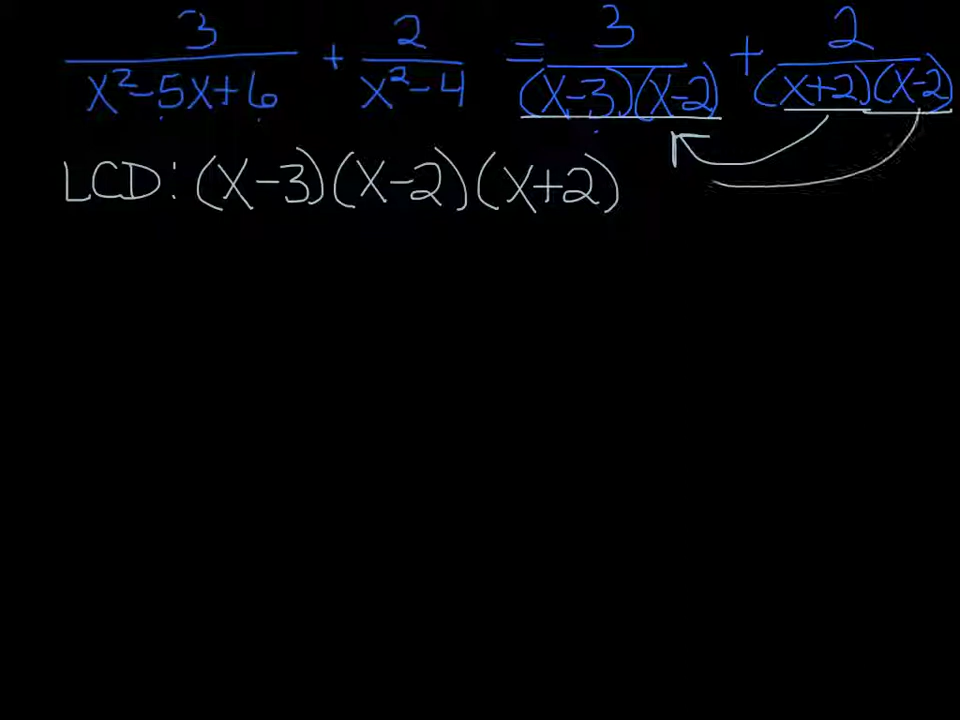 3/(x²-5x+6) + 2/(x²-4) = 3/((x-3)(x-2)) + 2/((x+2)(x-2))
LCD: (x-3)(x-2)(x+2)